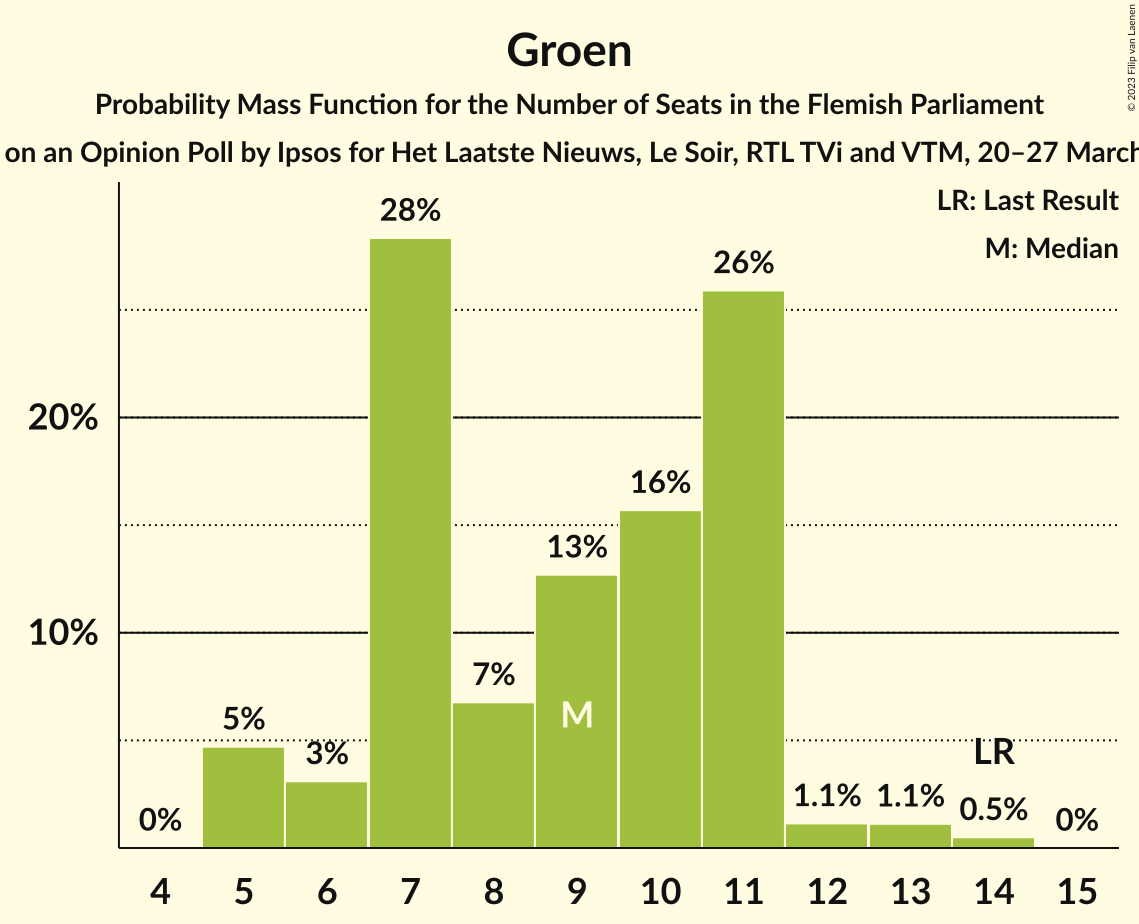 Groen
Probability Mass Function for the Number of Seats in the Flemish Parliament
on an Opinion Poll by Ipsos for Het Laatste Nieuws, Le Soir, RTL TVi and VTM, 20–27 March
© 2023 Filip van Laenen
LR: Last Result
M: Median
28%
26%
20%
16%
13%
10%
7%
M
5%
3%
LR
1.1%
1.1%
0.5%
0%
0%
4 5 6 7 8 9 10 11 12 13 14 15